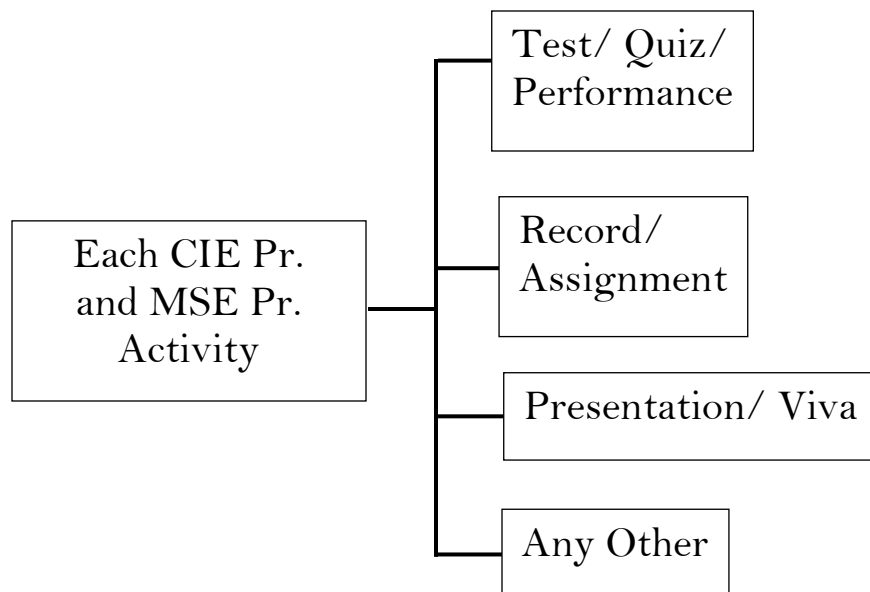 Test/ Quiz/
Performance
Each CIE Pr.
and MSE Pr.
Activity
Record/
Assignment
Presentation/ Viva
Any Other